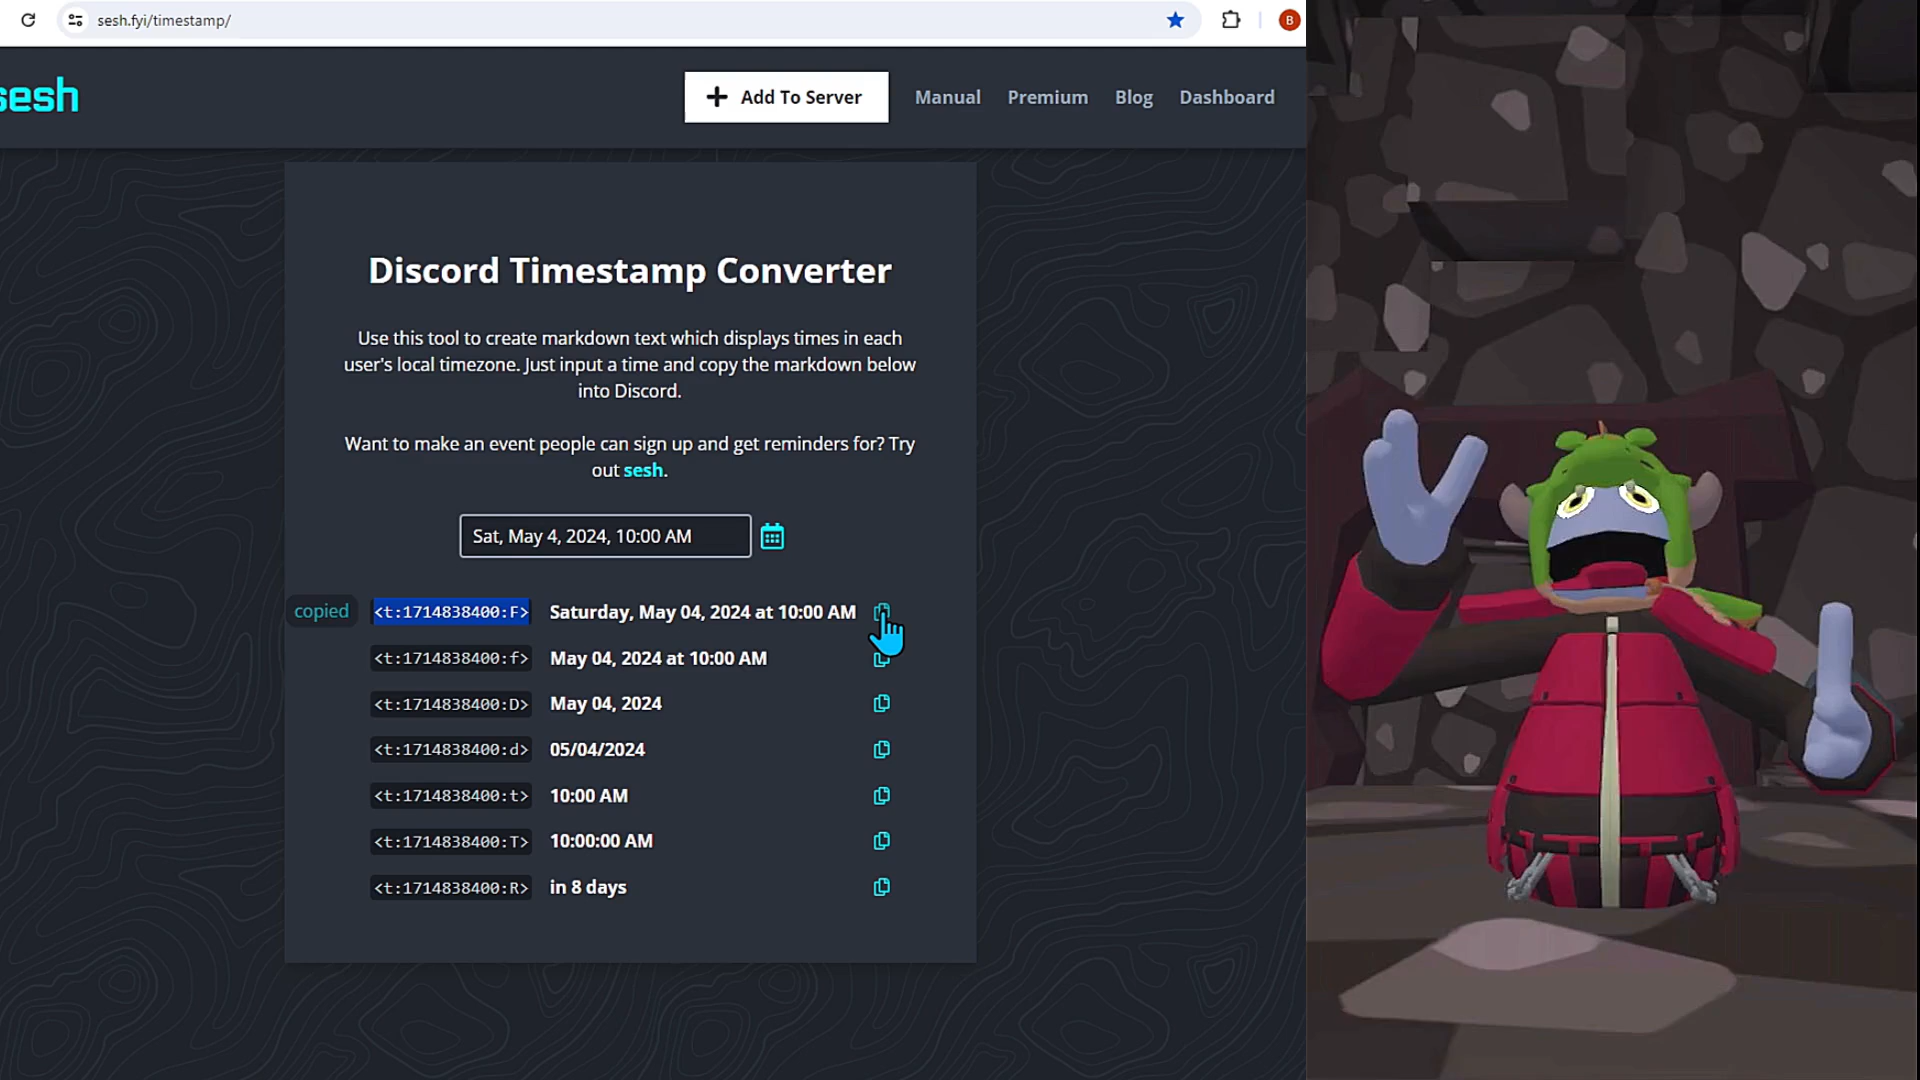 sesh.fyi/timestamp/
B
sesh
Add To Server
Manual
Premium
Blog
Dashboard
Discord Timestamp Converter
Use this tool to create markdown text which displays times in each
user's local timezone. Just input a time and copy the markdown below
into Discord.
Want to make an event people can sign up and get reminders for? Try
out sesh.
Sat, May 4, 2024, 10:00 AM
copied <t:1714838400:F> Saturday, May 04, 2024 at 10:00 AM
<t:1714838400:f> May 04, 2024 at 10:00 AM
<t:1714838400:D> May 04, 2024
<t:1714838400:d> 05/04/2024
<t:1714838400:t> 10:00 AM
<t:1714838400:T> 10:00:00 AM
<t:1714838400:R> in 8 days